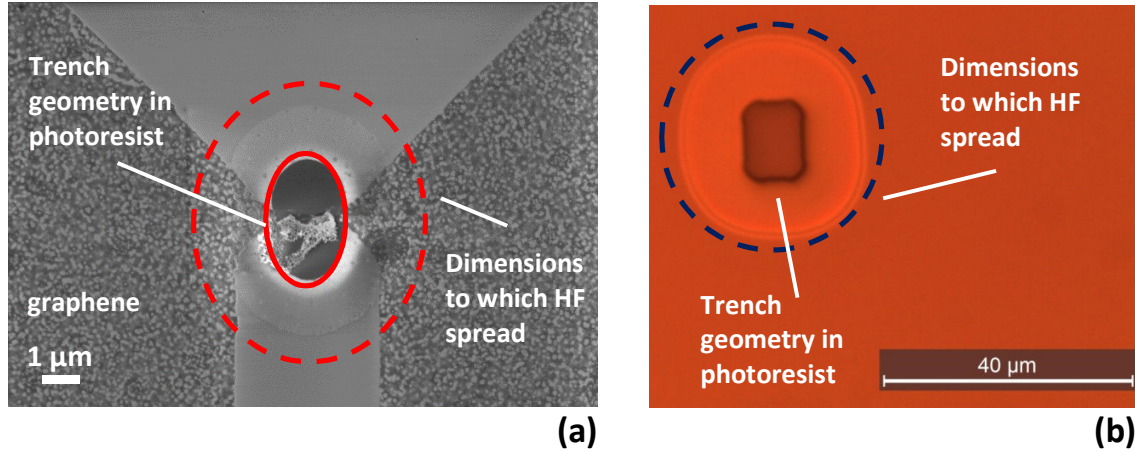 Trench
geometry in
photoresist
graphene
1 µm
Dimensions
to which HF
spread
(a)
Dimensions
to which HF
spread
Trench
geometry in
photoresist
40 µm
(b)